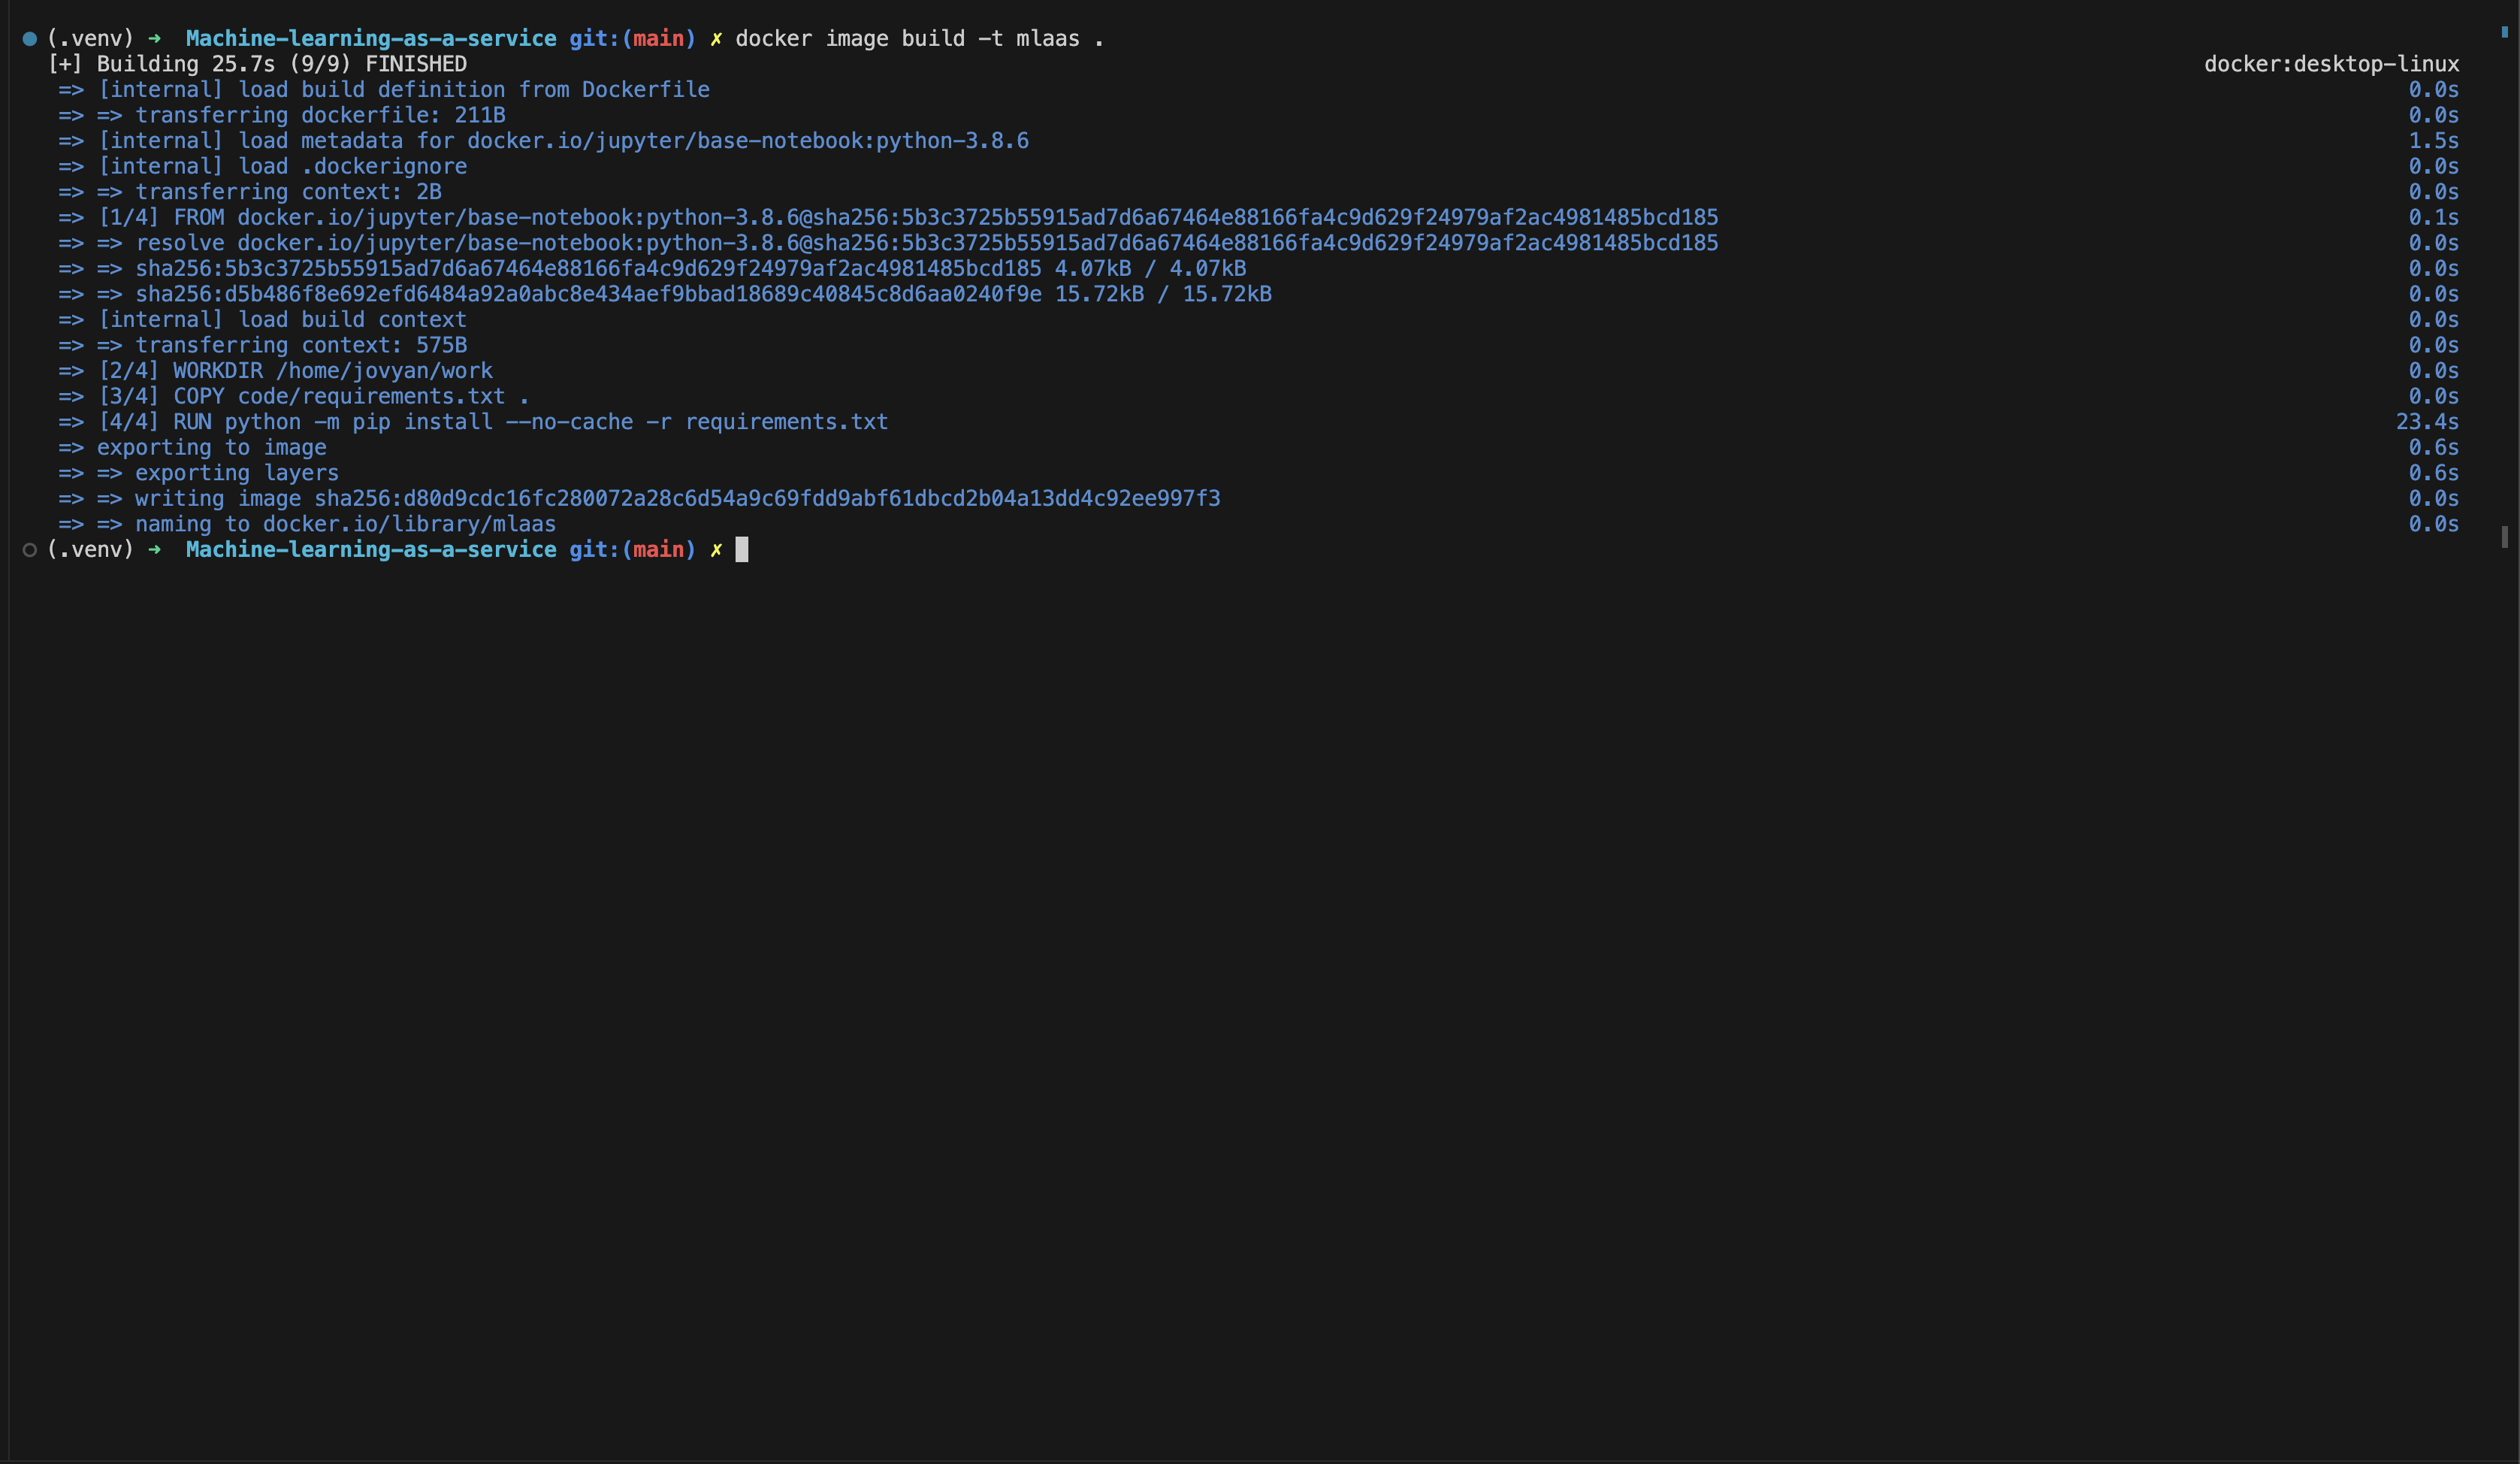 (.venv) ➜ Machine-learning-as-a-service git:(main) ✗ docker image build -t mlaas .
[+] Building 25.7s (9/9) FINISHED docker:desktop-linux
=> [internal] load build definition from Dockerfile 0.0s
=> => transferring dockerfile: 211B 0.0s
=> [internal] load metadata for docker.io/jupyter/base-notebook:python-3.8.6 1.5s
=> [internal] load .dockerignore 0.0s
=> => transferring context: 2B 0.0s
=> [1/4] FROM docker.io/jupyter/base-notebook:python-3.8.6@sha256:5b3c3725b55915ad7d6a67464e88166fa4c9d629f24979af2ac4981485bcd185 0.1s
=> => resolve docker.io/jupyter/base-notebook:python-3.8.6@sha256:5b3c3725b55915ad7d6a67464e88166fa4c9d629f24979af2ac4981485bcd185 0.0s
=> => sha256:5b3c3725b55915ad7d6a67464e88166fa4c9d629f24979af2ac4981485bcd185 4.07kB / 4.07kB 0.0s
=> => sha256:d5b486f8e692efd6484a92a0abc8e434aef9bbad18689c40845c8d6aa0240f9e 15.72kB / 15.72kB 0.0s
=> [internal] load build context 0.0s
=> => transferring context: 575B 0.0s
=> [2/4] WORKDIR /home/jovyan/work 0.0s
=> [3/4] COPY code/requirements.txt . 0.0s
=> [4/4] RUN python -m pip install --no-cache -r requirements.txt 23.4s
=> exporting to image 0.6s
=> => exporting layers 0.6s
=> => writing image sha256:d80d9cdc16fc280072a28c6d54a9c69fdd9abf61dbcd2b04a13dd4c92ee997f3 0.0s
=> => naming to docker.io/library/mlaas 0.0s
(.venv) ➜ Machine-learning-as-a-service git:(main) ✗